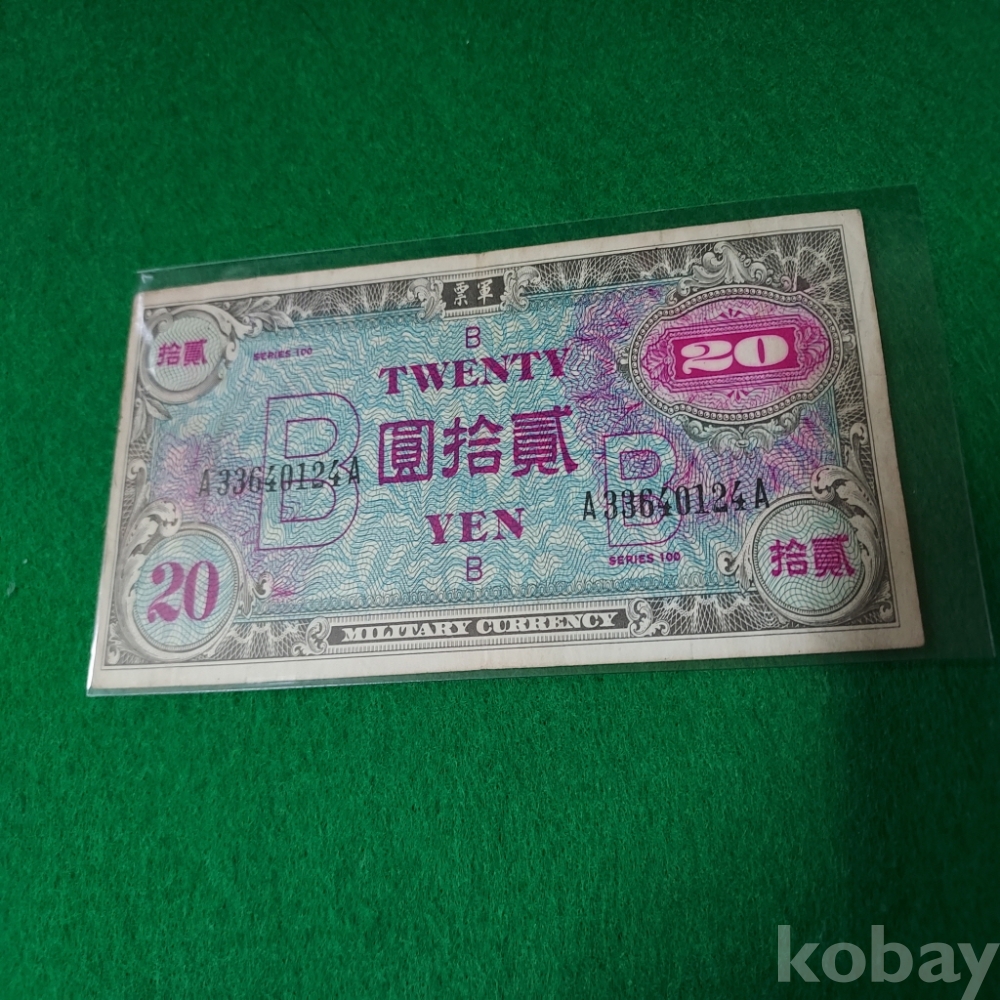 票軍
B
拾貳
SERIES 100
TWENTY
20
B
圓拾貳
B
A33640124A
A33640124A
YEN
SERIES 100
B
20
拾貳
MILITARY CURRENCY
kobay